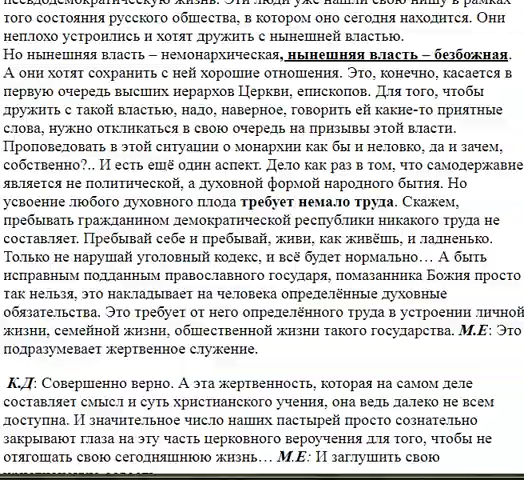 псевдодемократическую жизнь. Эти люди уже нашли свою нишу в рамках
того состояния русского общества, в котором оно сегодня находится. Они
неплохо устроились и хотят дружить с нынешней властью.
Но нынешняя власть – немонархическая, нынешняя власть – безбожная.
А они хотят сохранить с ней хорошие отношения. Это, конечно, касается в
первую очередь высших иерархов Церкви, епископов. Для того, чтобы
дружить с такой властью, надо, наверное, говорить ей какие-то приятные
слова, нужно откликаться в свою очередь на призывы этой власти.
Проповедовать в этой ситуации о монархии как бы и неловко, да и зачем,
собственно?.. И есть ещё один аспект. Дело как раз в том, что самодержавие
является не политической, а духовной формой народного бытия. Но
усвоение любого духовного плода требует немало труда. Скажем,
пребывать гражданином демократической республики никакого труда не
составляет. Пребывай себе и пребывай, живи, как живёшь, и ладненько.
Только не нарушай уголовный кодекс, и всё будет нормально… А быть
исправным подданным православного государя, помазанника Божия просто
так нельзя, это накладывает на человека определённые духовные
обязательства. Это требует от него определённого труда в устроении личной
жизни, семейной жизни, общественной жизни такого государства. М.Е: Это
подразумевает жертвенное служение.
К.Д: Совершенно верно. А эта жертвенность, которая на самом деле
составляет смысл и суть христианского учения, она ведь далеко не всем
доступна. И значительное число наших пастырей просто сознательно
закрывают глаза на эту часть церковного вероучения для того, чтобы не
отягощать свою сегодняшнюю жизнь… М.Е: И заглушить свою